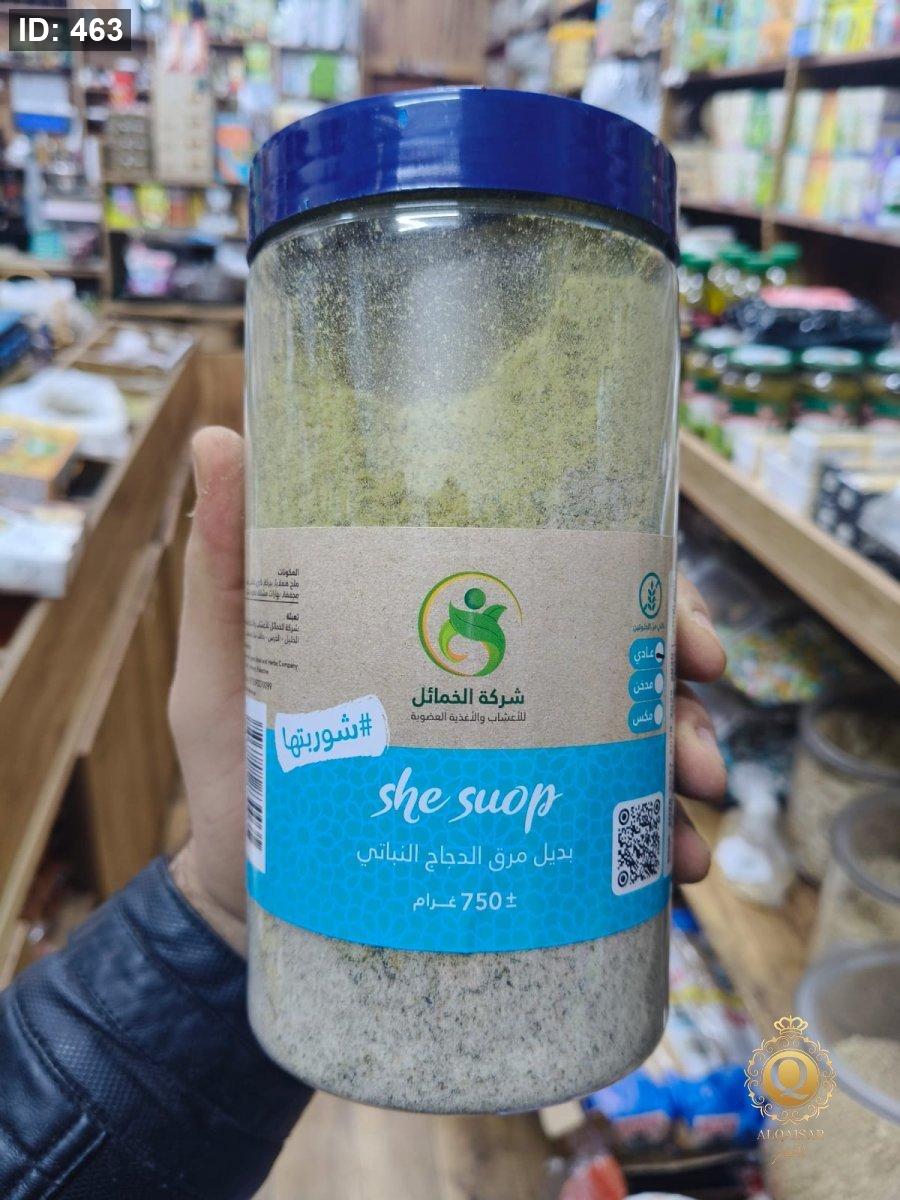 ID: 463
المكونات
شركة الخمائل
للأعشاب والأغذية العضوية
عادي
مدخن
مكس
#شوربتها
she suop
بديل مرق الدجاج النباتي
±750 غرام
Q
ALQAISAR